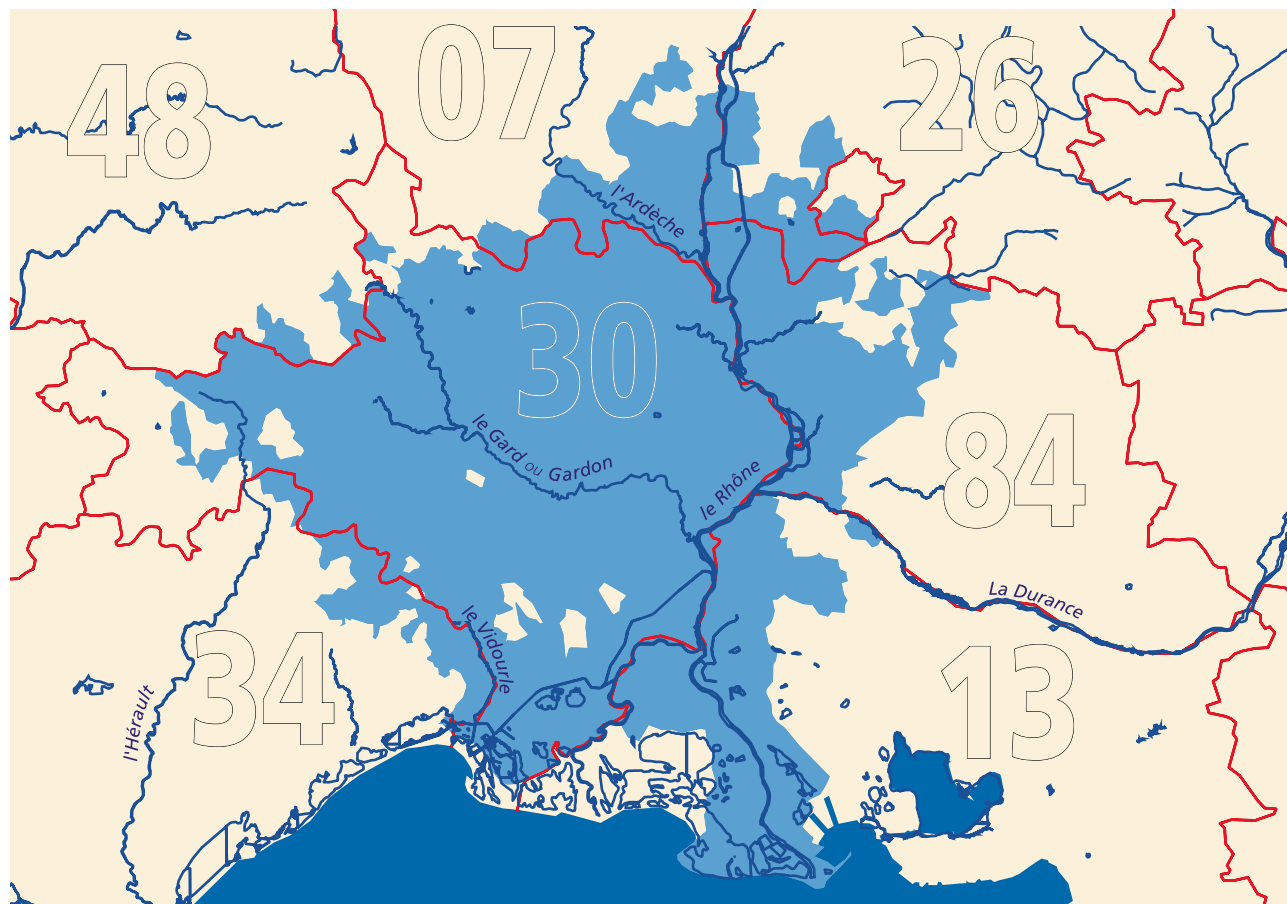 07
26
48
l'Ardèche
30
84
le Gard ou Gardon
le Rhône
La Durance
le Vidourle
34
13
l'Hérault